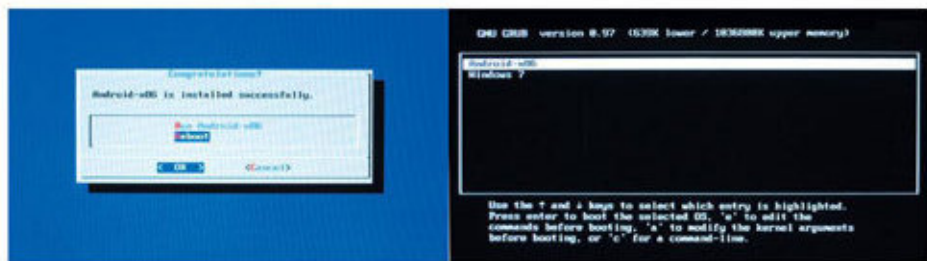 Congratulations!
Android-x86 is installed successfully.
Run Android-x86
Reboot
< OK > <Cancel>
GNU GRUB version 0.97 (639K lower / 1036800K upper memory)
Android-x86
Windows 7
Use the ↑ and ↓ keys to select which entry is highlighted.
Press enter to boot the selected OS, 'e' to edit the
commands before booting, 'a' to modify the kernel arguments
before booting, or 'c' for a command-line.